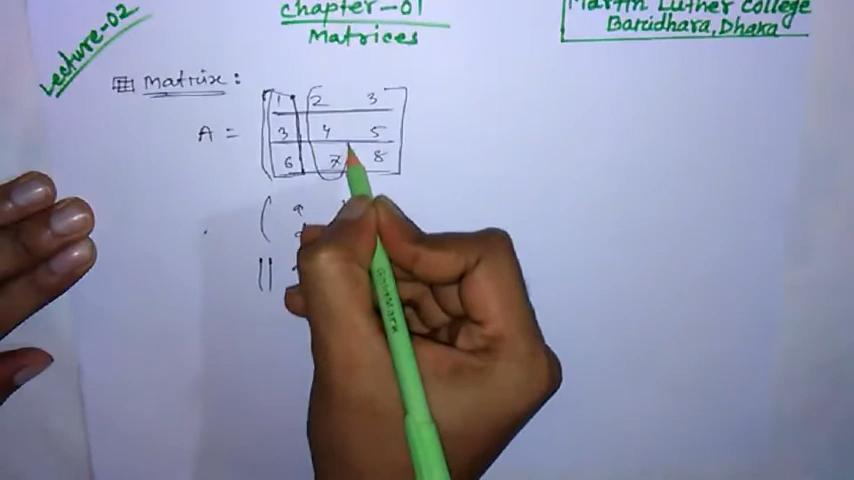 Lecture-02
chapter-01
Matrices
Martin Luther College
Baridhara, Dhaka
Matrix:
A =
1 2 3
3 4 5
6 7 8